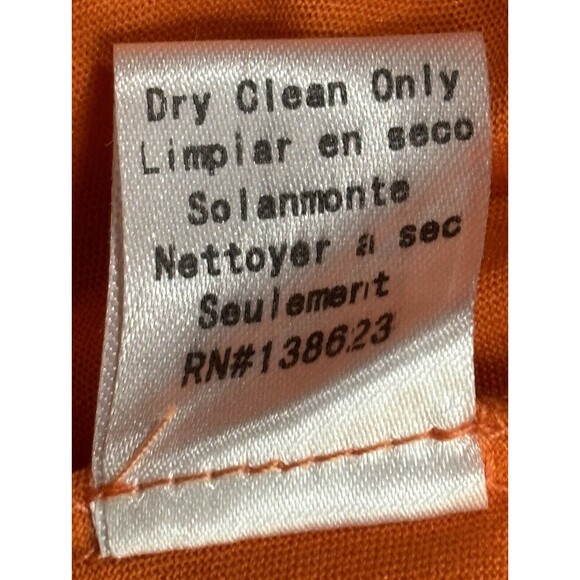 Dry Clean Only
Limpiar en seco
Solanmonte
Nettoyer a sec
Seulement
RN#138623